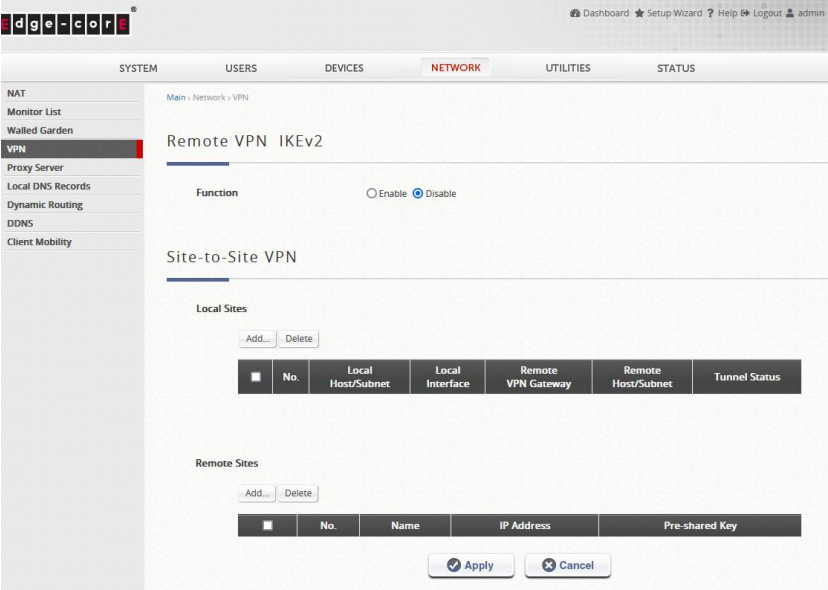 Edge-corE®
Dashboard Setup Wizard ? Help Logout admin
SYSTEM USERS DEVICES NETWORK UTILITIES STATUS
NAT
Monitor List
Walled Garden
VPN
Proxy Server
Local DNS Records
Dynamic Routing
DDNS
Client Mobility
Main › Network › VPN
Remote VPN IKEv2
Function Enable Disable
Site-to-Site VPN
Local Sites
Add... Delete
No. Local Host/Subnet Local Interface Remote VPN Gateway Remote Host/Subnet Tunnel Status
Remote Sites
Add... Delete
No. Name IP Address Pre-shared Key
Apply Cancel